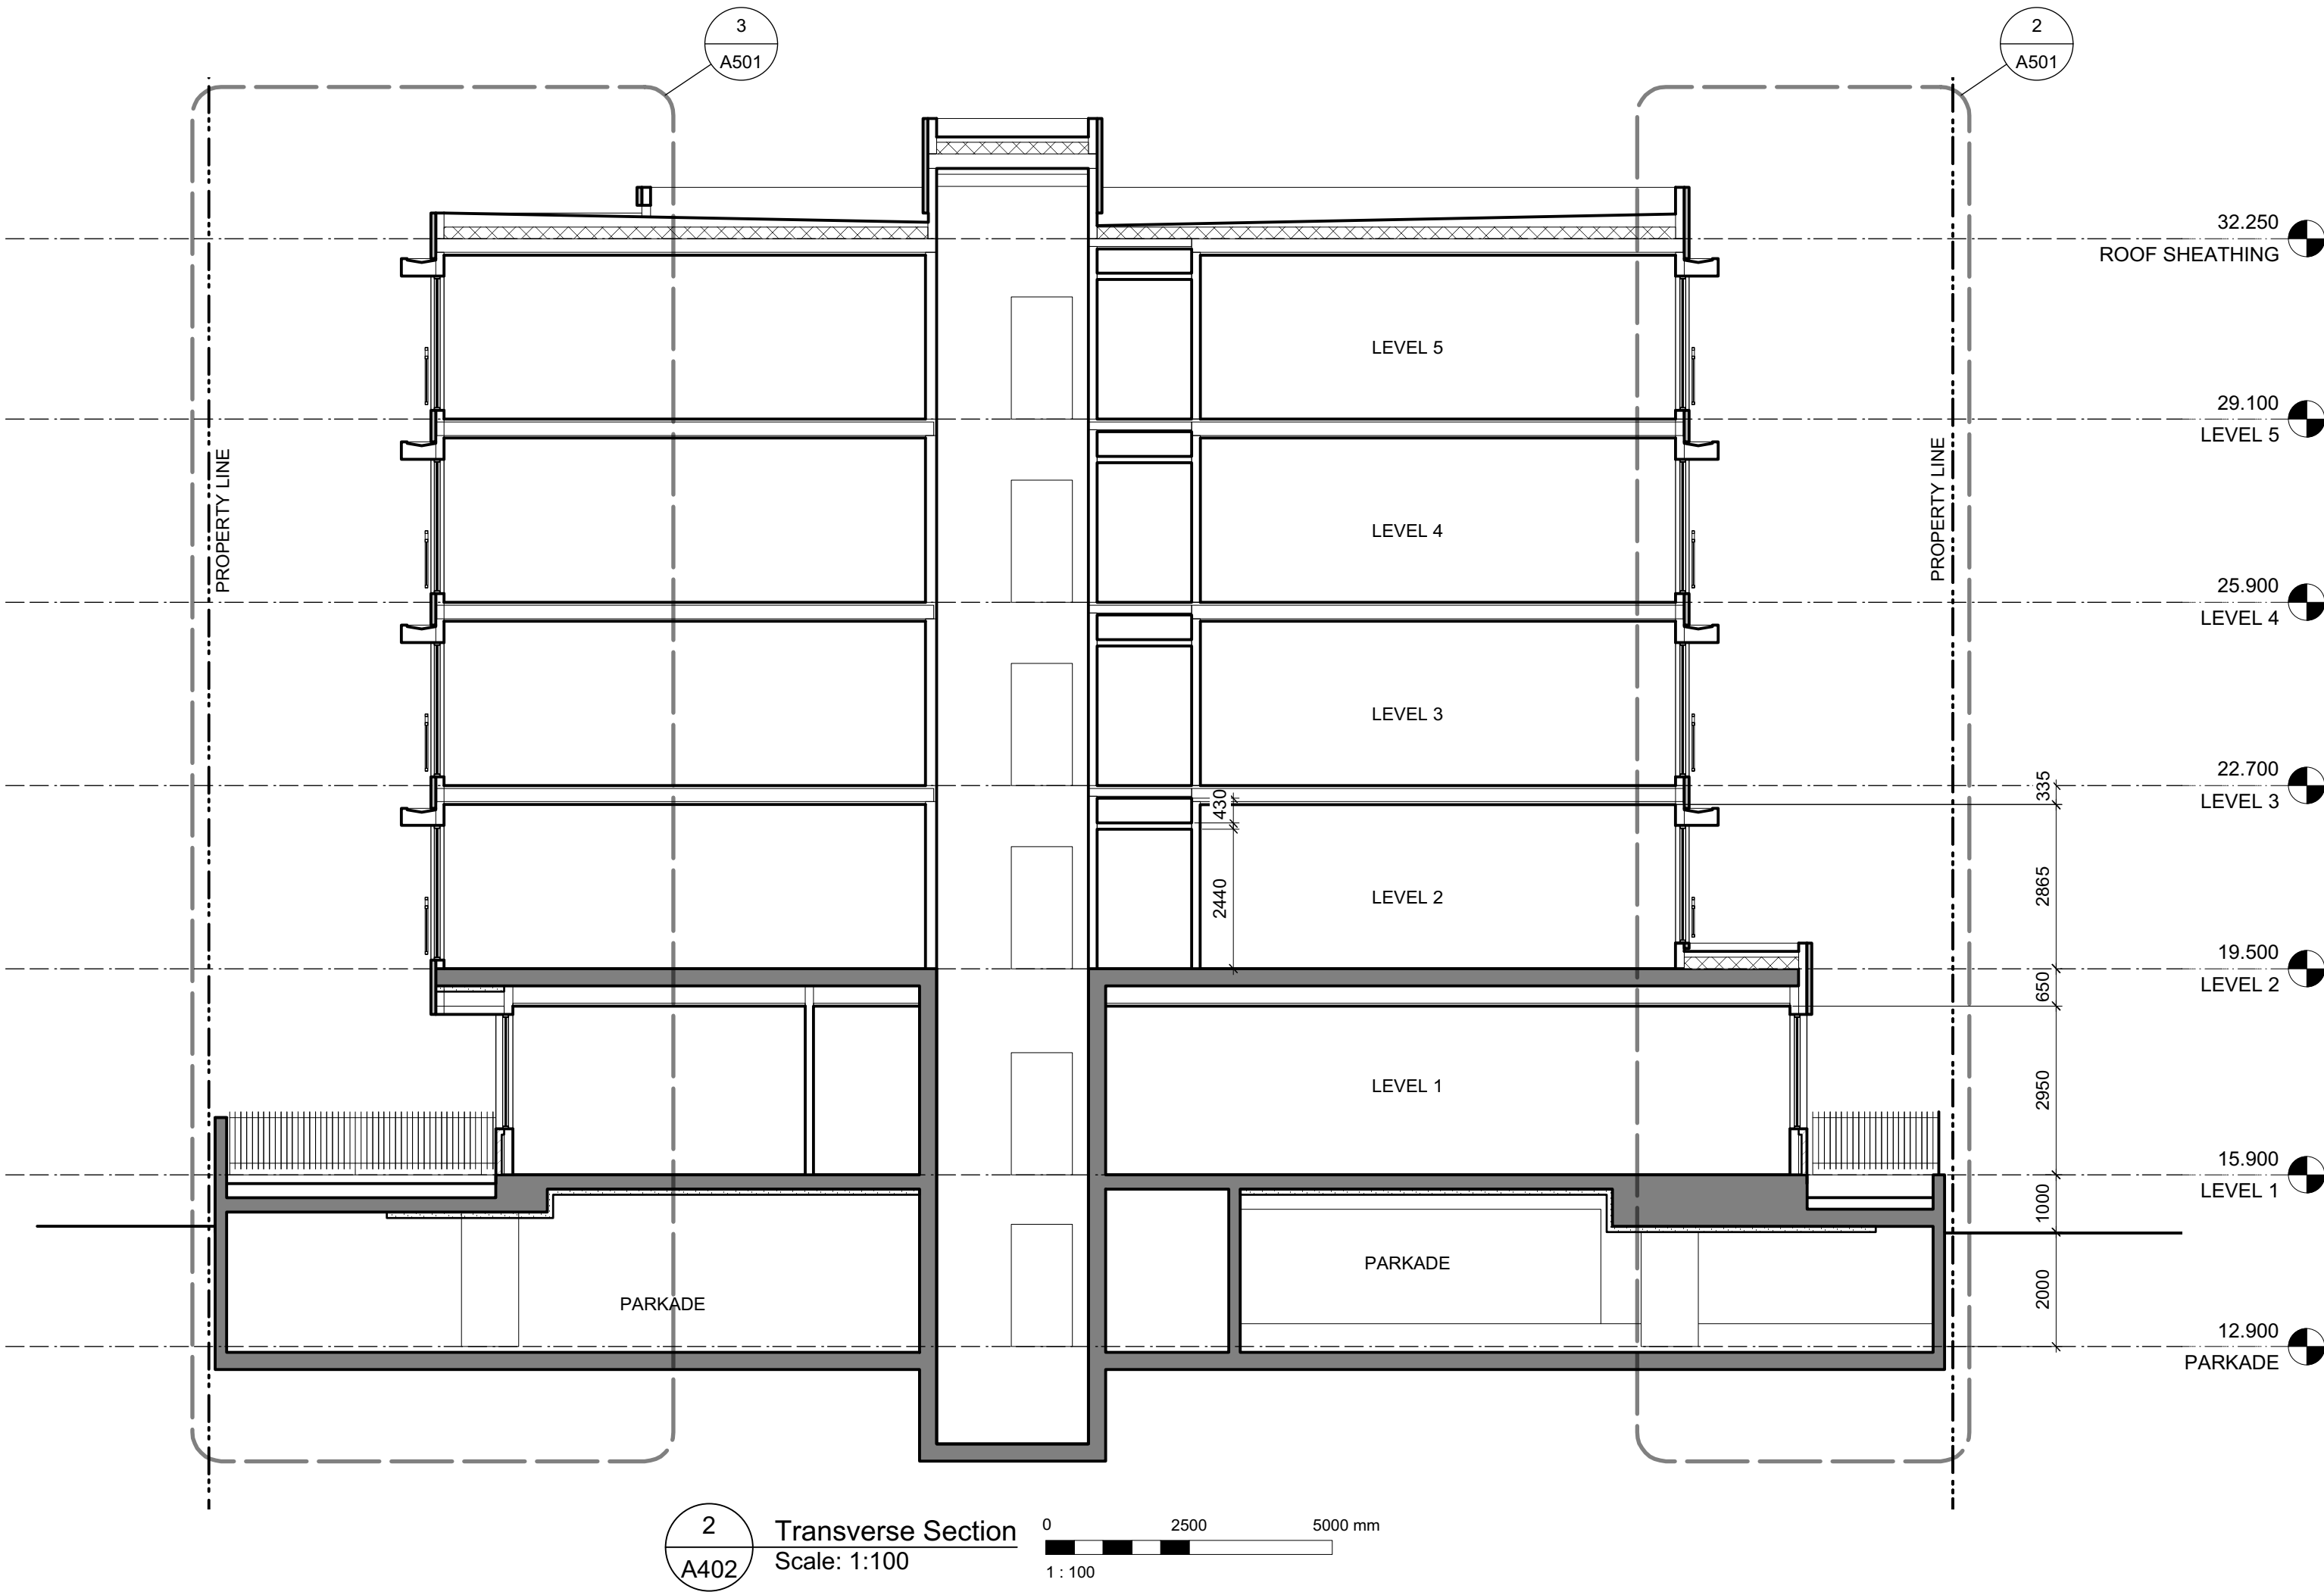 3
A501
2
A501
32.250
ROOF SHEATHING
LEVEL 5
29.100
LEVEL 5
PROPERTY LINE
PROPERTY LINE
LEVEL 4
25.900
LEVEL 4
LEVEL 3
22.700
LEVEL 3
335
430
2865
2440
LEVEL 2
19.500
LEVEL 2
650
LEVEL 1
2950
15.900
LEVEL 1
1000
PARKADE
PARKADE
2000
12.900
PARKADE
2
A402
Transverse Section
Scale: 1:100
0 2500 5000 mm
1 : 100